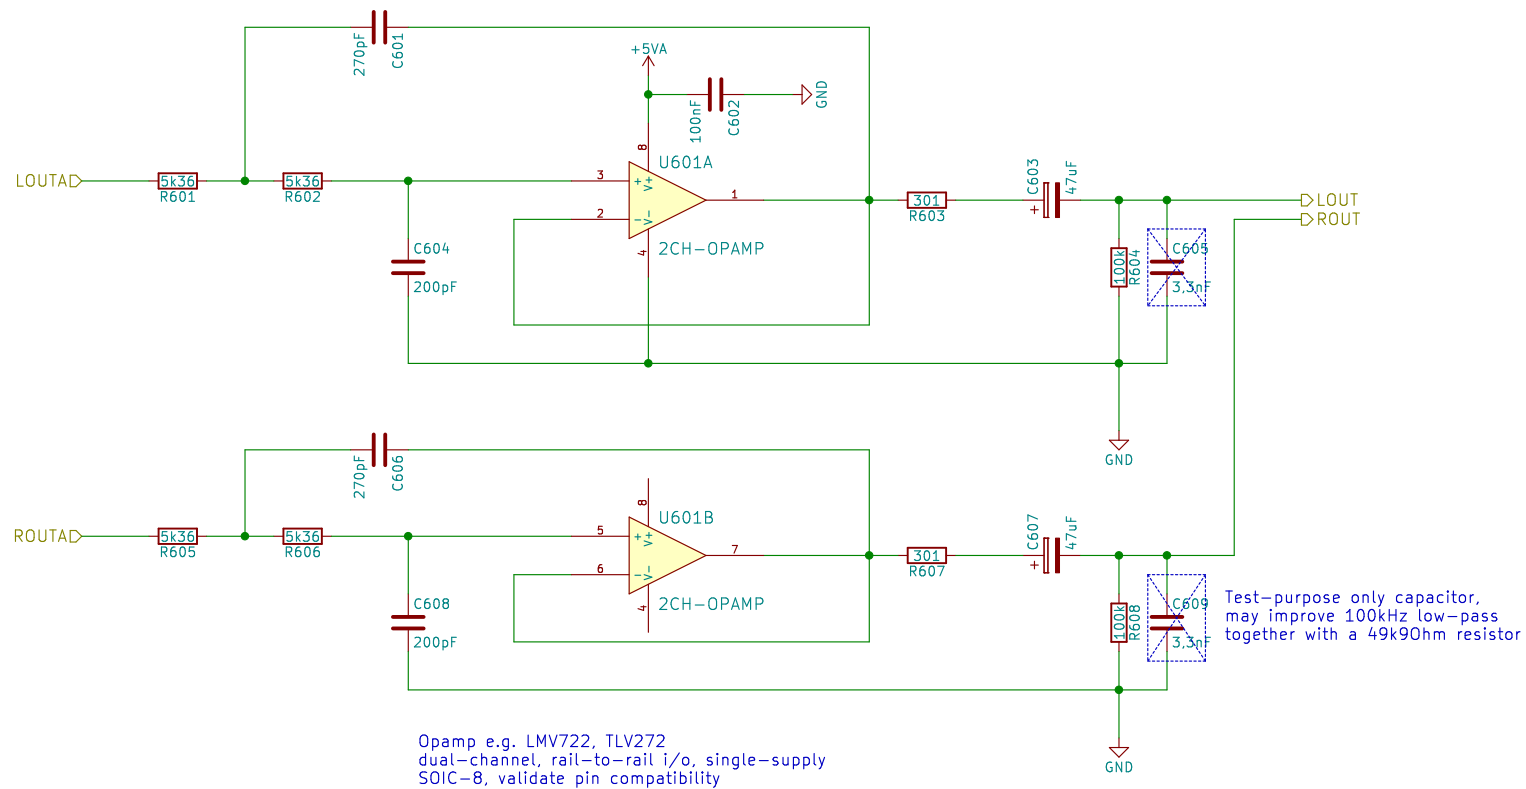 270pF
C601
+5VA
100nF
C602
GND
8
U601A
LOUTA
5k36
R601
5k36
R602
3
+
V+
2
−
V−
1
4
2CH−OPAMP
301
R603
C603
47uF
+
LOUT
ROUT
C604
200pF
100k
R604
C605
3,3nF
GND
270pF
C606
8
U601B
ROUTA
5k36
R605
5k36
R606
5
+
V+
6
−
V−
7
4
2CH−OPAMP
301
R607
C607
47uF
+
C608
200pF
100k
R608
C609
3,3nF
Test−purpose only capacitor,
may improve 100kHz low−pass
together with a 49k9Ohm resistor
Opamp e.g. LMV722, TLV272
dual−channel, rail−to−rail i/o, single−supply
SOIC−8, validate pin compatibility
GND